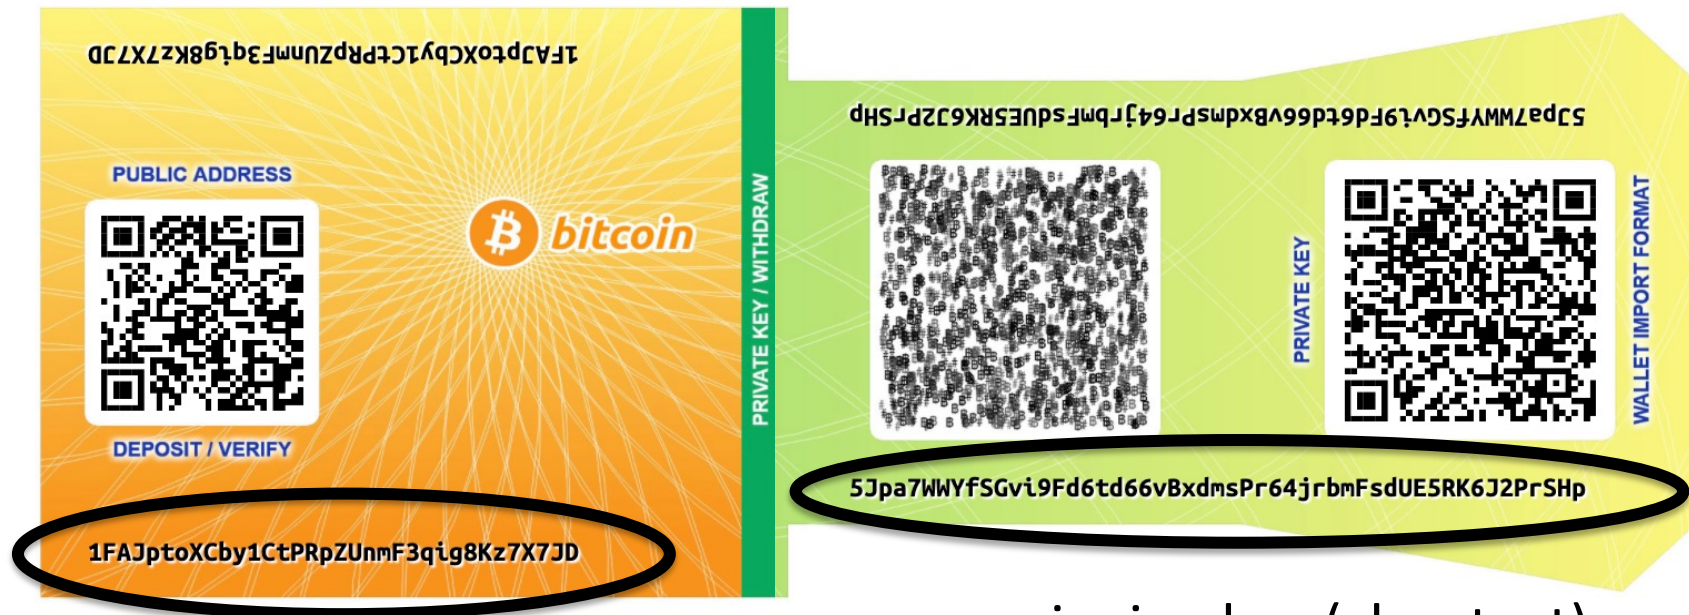 1FAJptoXCby1CtPRpZUnmF3qig8Kz7X7JD
PUBLIC ADDRESS
bitcoin
DEPOSIT / VERIFY
1FAJptoXCby1CtPRpZUnmF3qig8Kz7X7JD
PRIVATE KEY / WITHDRAW
5Jpa7WWYfSGvi9Fd6td66vBxdmsPr64jrbmFsdUE5RK6J2PrSHp
PRIVATE KEY
WALLET IMPORT FORMAT
5Jpa7WWYfSGvi9Fd6td66vBxdmsPr64jrbmFsdUE5RK6J2PrSHp